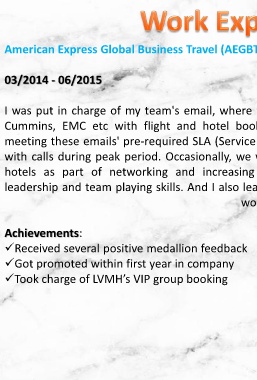 Work Exp
American Express Global Business Travel (AEGBT
03/2014 - 06/2015
I was put in charge of my team's email, where
Cummins, EMC etc with flight and hotel book
meeting these emails' pre-required SLA (Service
with calls during peak period. Occasionally, we w
hotels as part of networking and increasing
leadership and team playing skills. And I also lea
wo
Achievements:
✓Received several positive medallion feedback
✓Got promoted within first year in company
✓Took charge of LVMH's VIP group booking